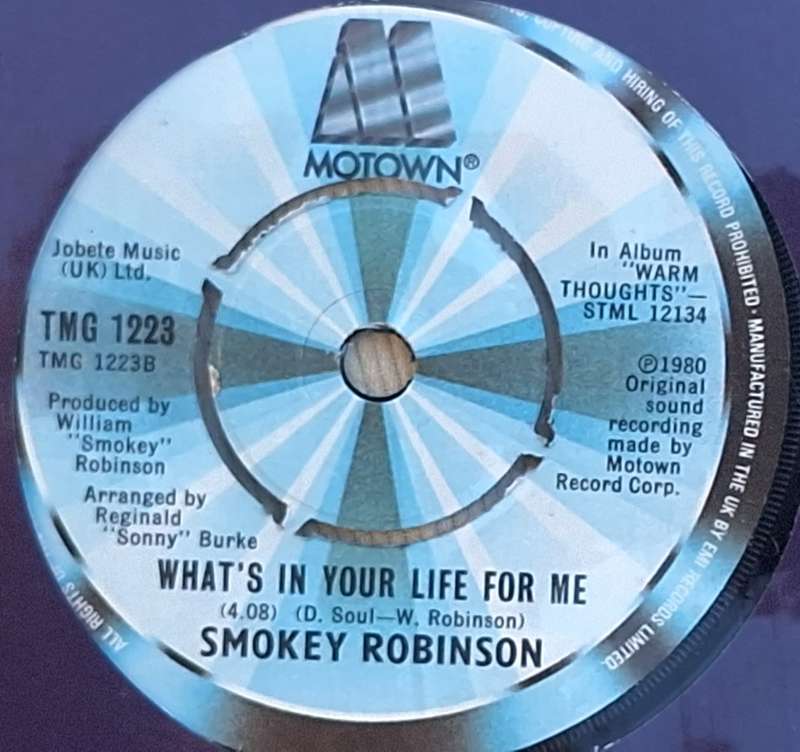 MOTOWN®
Jobete Music
(UK) Ltd.
TMG 1223
TMG 1223B
Produced by
William
"Smokey"
Robinson
Arranged by
Reginald
"Sonny" Burke
In Album
"WARM
THOUGHTS"—
STML 12134
℗1980
Original
sound
recording
made by
Motown
Record Corp.
WHAT'S IN YOUR LIFE FOR ME
(4.08) (D. Soul—W. Robinson)
SMOKEY ROBINSON
ALL RIGHTS
AND HIRING OF THIS RECORD PROHIBITED · MANUFACTURED IN THE UK BY EMI RECORDS LIMITED.